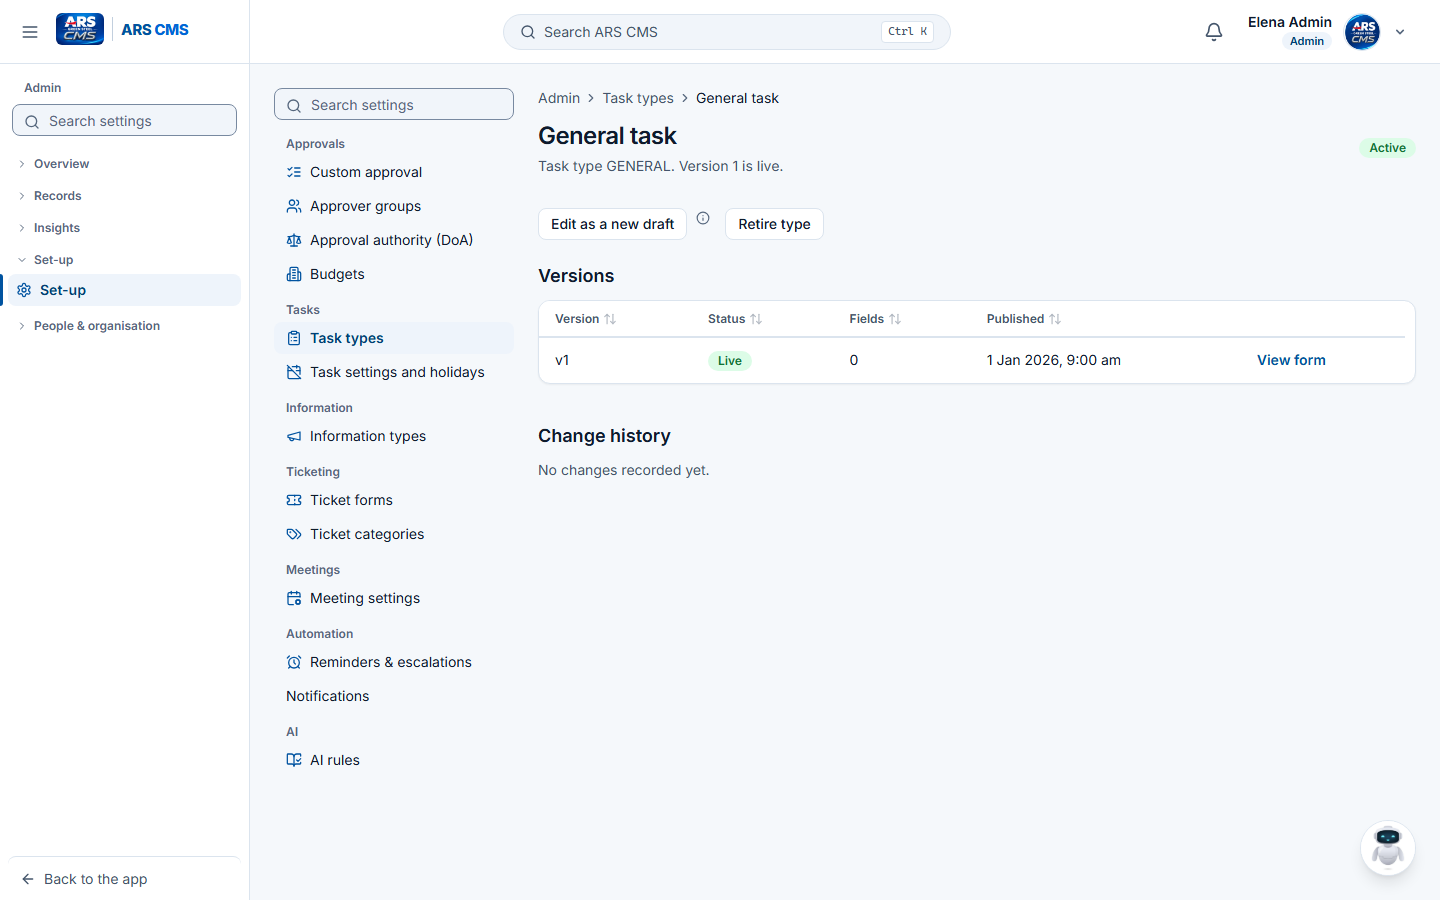 ARS CMS
Search ARS CMS
Ctrl K
Elena Admin
Admin
Admin
Search settings
Overview
Records
Insights
Set-up
Set-up
People & organisation
Back to the app
Search settings
Approvals
Custom approval
Approver groups
Approval authority (DoA)
Budgets
Tasks
Task types
Task settings and holidays
Information
Information types
Ticketing
Ticket forms
Ticket categories
Meetings
Meeting settings
Automation
Reminders & escalations
Notifications
AI
AI rules
Admin > Task types > General task
General task
Active
Task type GENERAL. Version 1 is live.
Edit as a new draft
Retire type
Versions
Version Status Fields Published
v1 Live 0 1 Jan 2026, 9:00 am View form
Change history
No changes recorded yet.